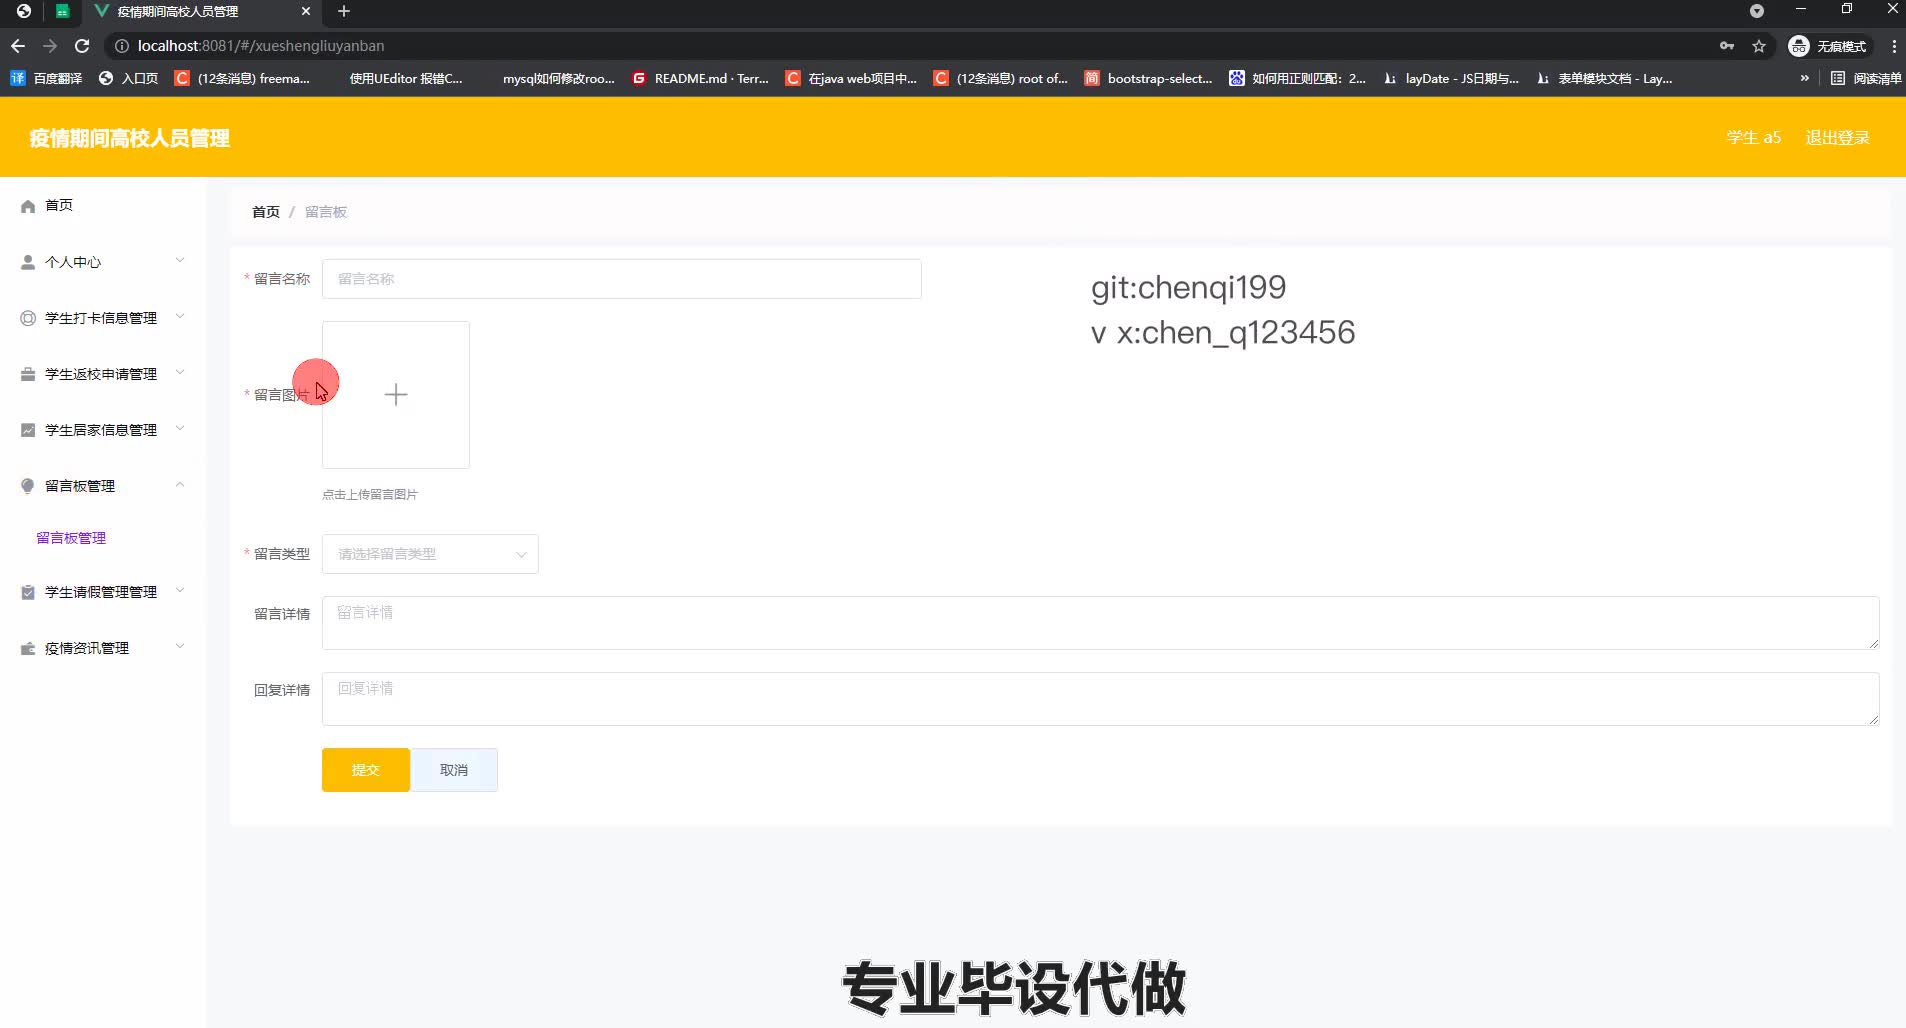 疫情期间高校人员管理
localhost:8081/#/xueshengliuyanban
无痕模式
百度翻译
入口页
(12条消息) freema...
使用UEditor 报错C...
mysql如何修改roo...
README.md · Terr...
在java web项目中...
(12条消息) root of...
bootstrap-select...
如何用正则匹配：2...
layDate - JS日期与...
表单模块文档 - Lay...
»
阅读清单
疫情期间高校人员管理
学生 a5
退出登录
首页
个人中心
学生打卡信息管理
学生返校申请管理
学生居家信息管理
留言板管理
留言板管理
学生请假管理管理
疫情资讯管理
首页 / 留言板
* 留言名称
留言名称
git:chenqi199
v x:chen_q123456
* 留言图片
点击上传留言图片
* 留言类型
请选择留言类型
留言详情
留言详情
回复详情
回复详情
提交
取消
专业毕设代做